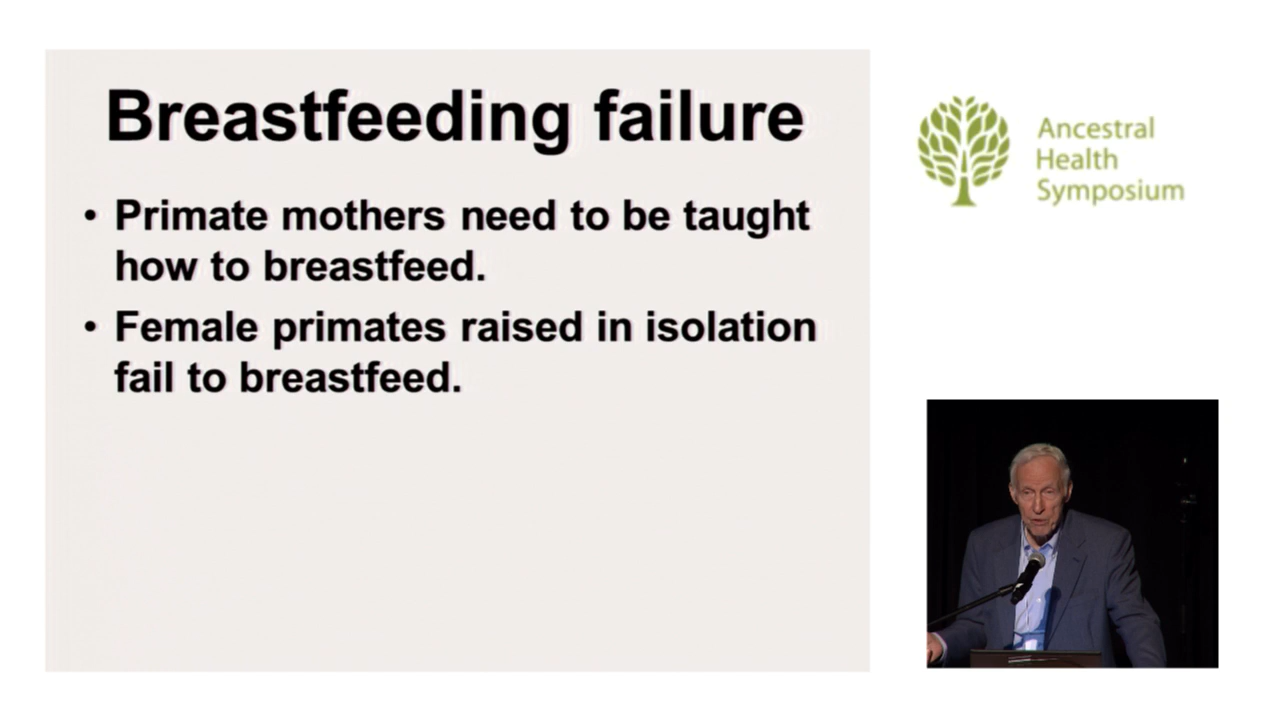 Breastfeeding failure
• Primate mothers need to be taught
how to breastfeed.
• Female primates raised in isolation
fail to breastfeed.
Ancestral
Health
Symposium